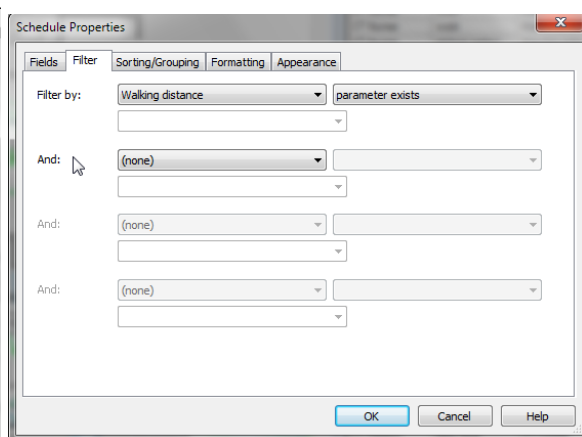 Schedule Properties
Fields Filter Sorting/Grouping Formatting Appearance
Filter by: Walking distance parameter exists
And: (none)
And: (none)
And: (none)
OK Cancel Help